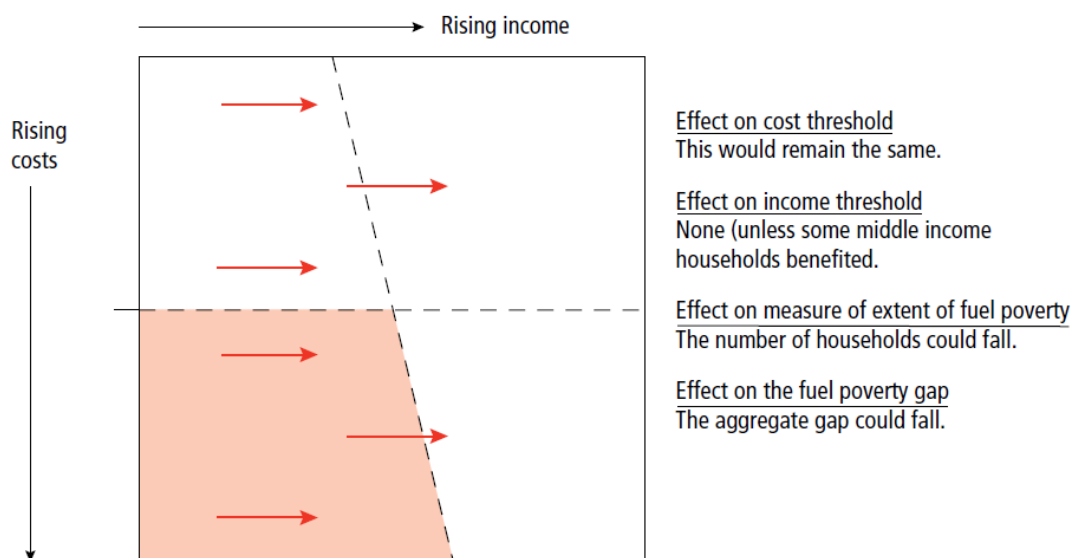 Rising income
Rising
costs
Effect on cost threshold
This would remain the same.
Effect on income threshold
None (unless some middle income
households benefited.
Effect on measure of extent of fuel poverty
The number of households could fall.
Effect on the fuel poverty gap
The aggregate gap could fall.